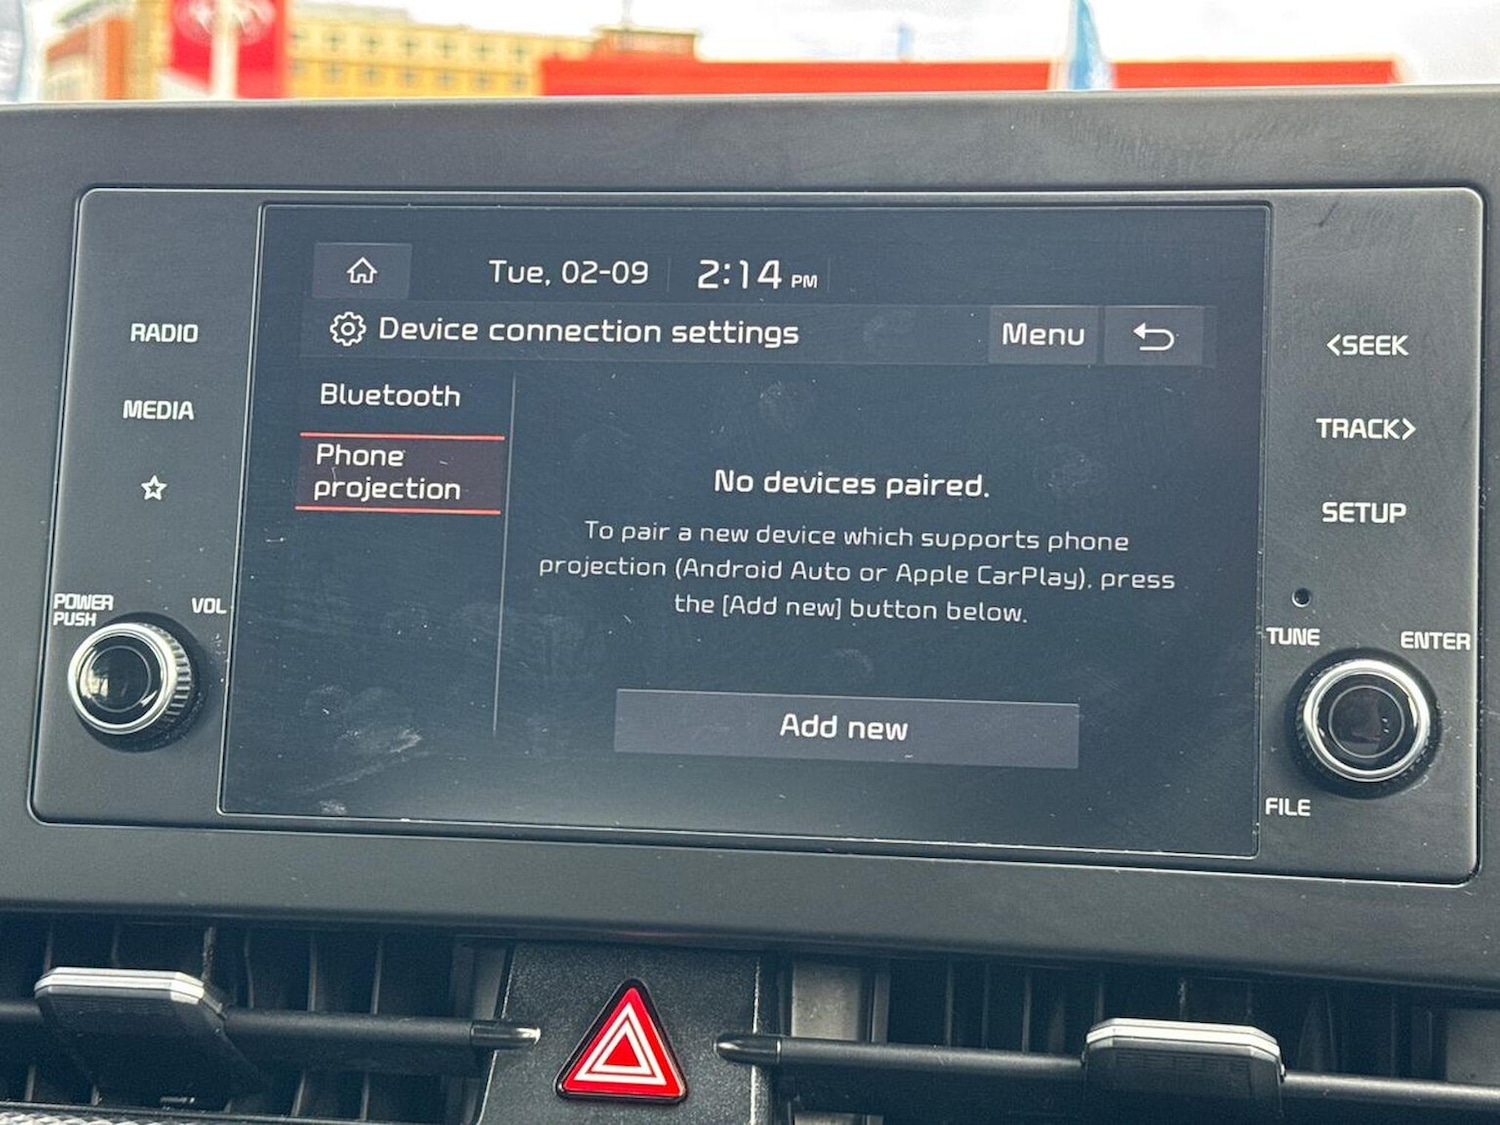 Tue, 02-09 2:14 PM
Device connection settings
Menu
Bluetooth
Phone
projection
No devices paired.
To pair a new device which supports phone
projection (Android Auto or Apple CarPlay), press
the [Add new] button below.
Add new
RADIO
MEDIA
POWER
PUSH
VOL
<SEEK
TRACK>
SETUP
TUNE
ENTER
FILE